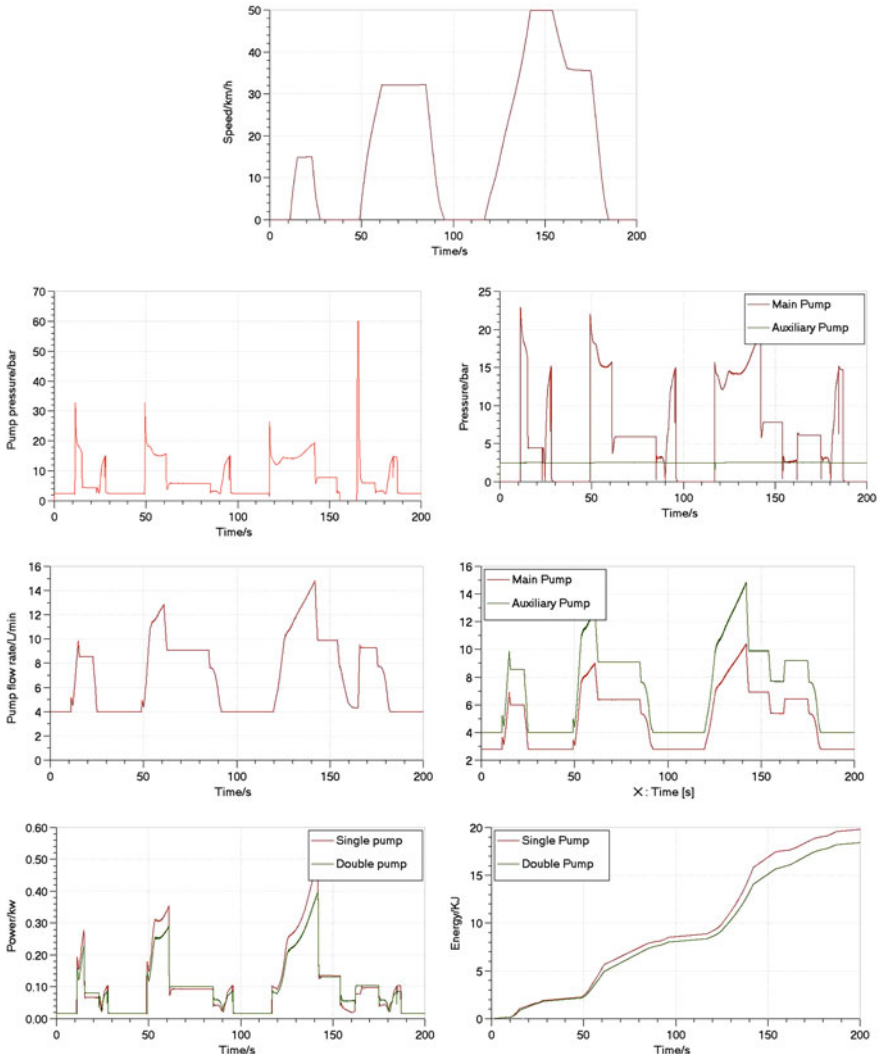 50
40
30
20
10
0
Speed/km/h
0 50 100 150 200
Time/s
70
60
50
40
30
20
10
0
Pump pressure/bar
0 50 100 150 200
Time/s
25
20
15
10
5
0
Pressure/bar
Main Pump
Auxiliary Pump
0 50 100 150 200
Time/s
16
14
12
10
8
6
4
2
0
Pump flow rate/L/min
0 50 100 150 200
Time/s
16
14
12
10
8
6
4
2
Main Pump
Auxiliary Pump
0 50 100 150 200
X: Time [s]
0.60
0.50
0.40
0.30
0.20
0.10
0.00
Power/kw
Single pump
Double pump
0 50 100 150 200
Time/s
20
15
10
5
0
Energy/KJ
Single Pump
Double Pump
0 50 100 150 200
Time/s